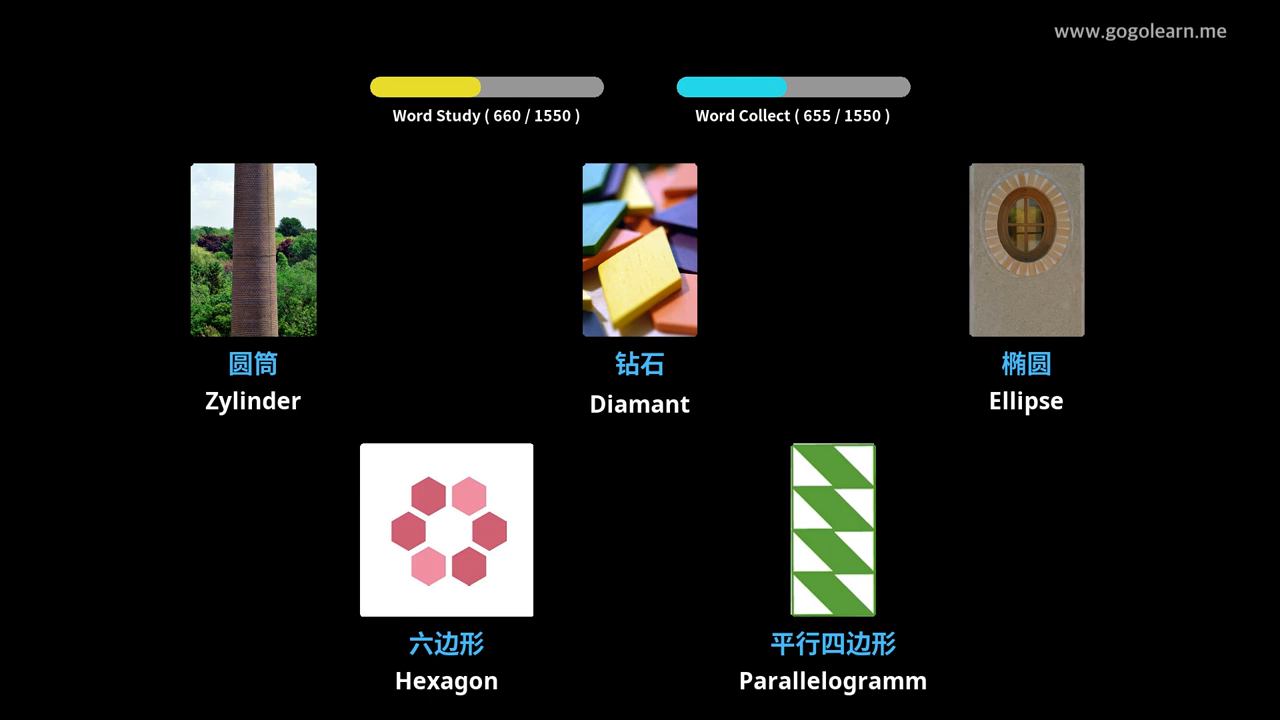 www.gogolearn.me
Word Study ( 660 / 1550 )
Word Collect ( 655 / 1550 )
圆筒
Zylinder
钻石
Diamant
椭圆
Ellipse
六边形
Hexagon
平行四边形
Parallelogramm